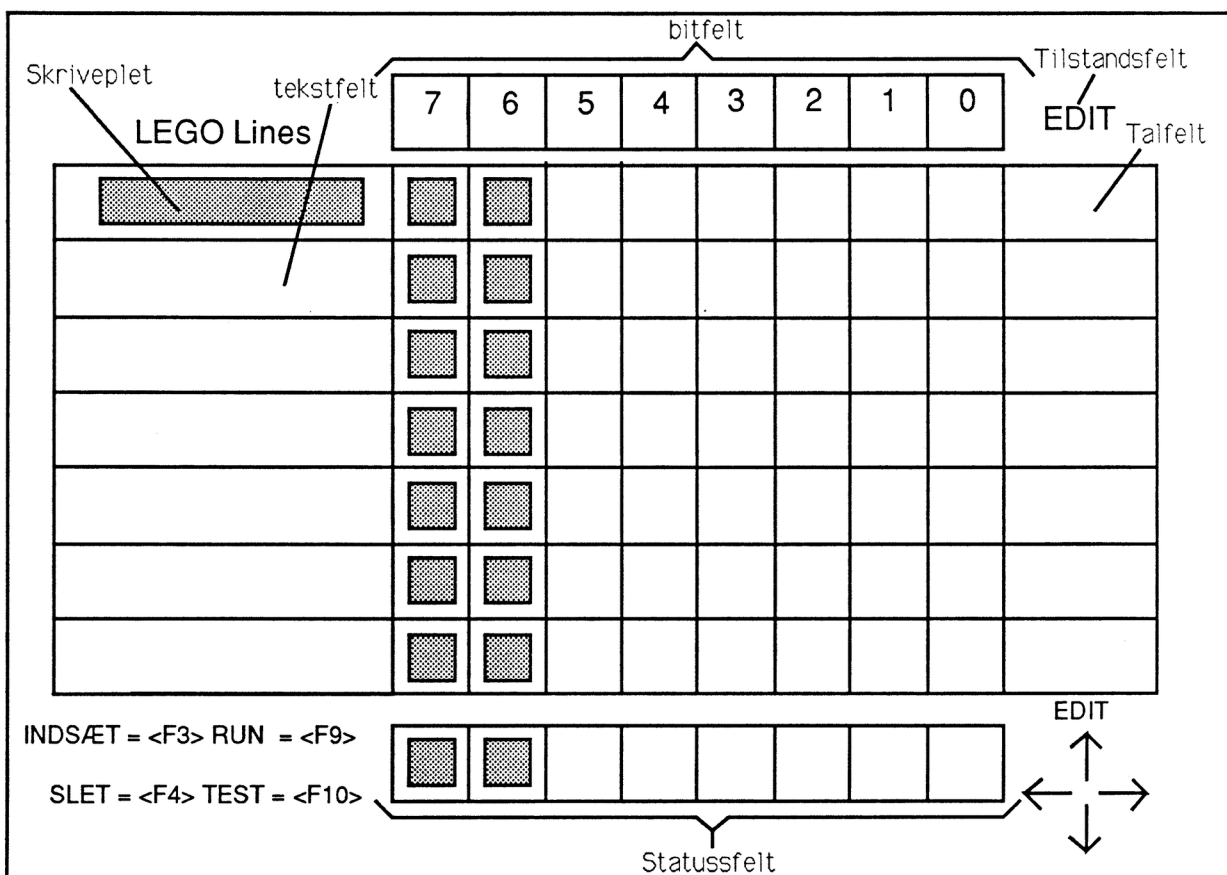 bitfelt
Skriveplet
tekstfelt
Tilstandsfelt
7 6 5 4 3 2 1 0
LEGO Lines
EDIT
Talfelt
EDIT
INDSÆT = <F3> RUN = <F9>
SLET = <F4> TEST = <F10>
Statussfelt